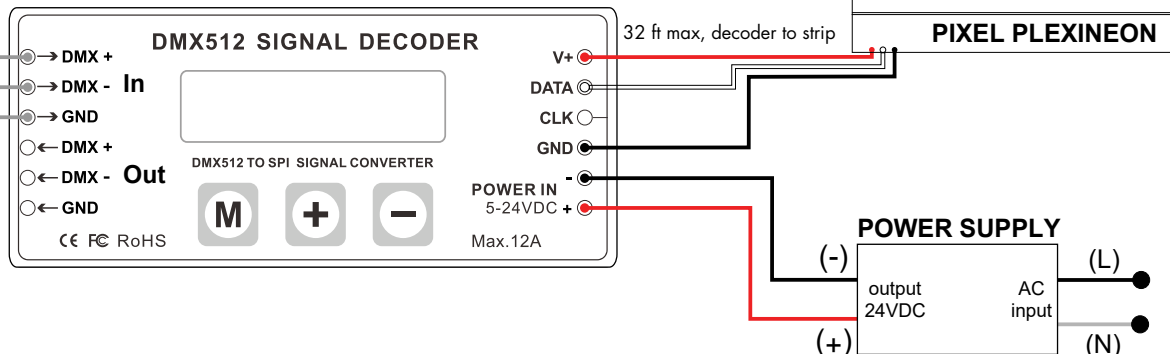 DMX512 SIGNAL DECODER
DMX +
DMX - In
GND
DMX +
DMX - Out
GND
CE FC RoHS
DMX512 TO SPI SIGNAL CONVERTER
M + −
V+
DATA
CLK
GND
-
POWER IN
5-24VDC +
Max.12A
32 ft max, decoder to strip
PIXEL PLEXINEON
POWER SUPPLY
(-)
(+)
output
24VDC
AC
input
(L)
(N)